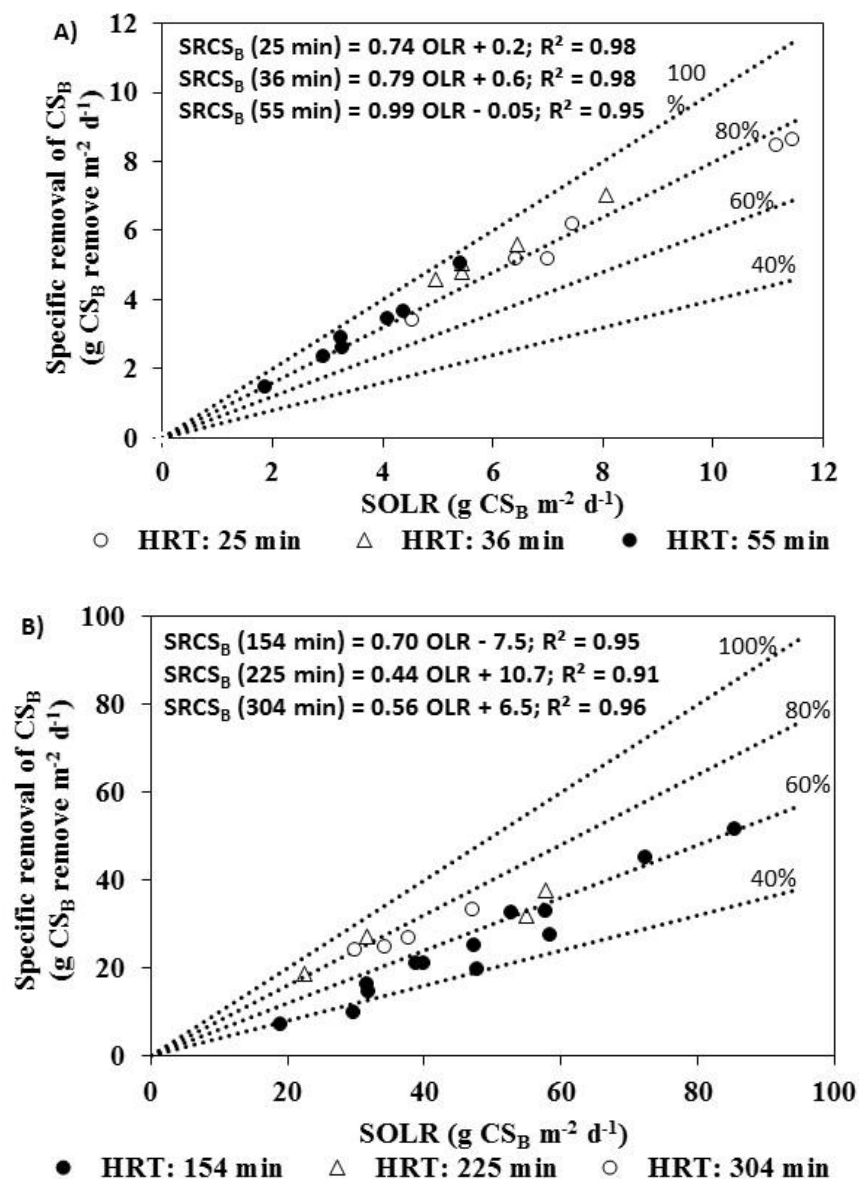 A)
SRCS_B (25 min) = 0.74 OLR + 0.2; R² = 0.98
SRCS_B (36 min) = 0.79 OLR + 0.6; R² = 0.98
SRCS_B (55 min) = 0.99 OLR - 0.05; R² = 0.95
100
%
80%
60%
40%
Specific removal of CS_B
(g CS_B remove m⁻² d⁻¹)
12
10
8
6
4
2
0
0 2 4 6 8 10 12
SOLR (g CS_B m⁻² d⁻¹)
○ HRT: 25 min △ HRT: 36 min ● HRT: 55 min
B)
SRCS_B (154 min) = 0.70 OLR - 7.5; R² = 0.95
SRCS_B (225 min) = 0.44 OLR + 10.7; R² = 0.91
SRCS_B (304 min) = 0.56 OLR + 6.5; R² = 0.96
100%
80%
60%
40%
Specific removal of CS_B
(g CS_B remove m⁻² d⁻¹)
100
80
60
40
20
0
0 20 40 60 80 100
SOLR (g CS_B m⁻² d⁻¹)
● HRT: 154 min △ HRT: 225 min ○ HRT: 304 min